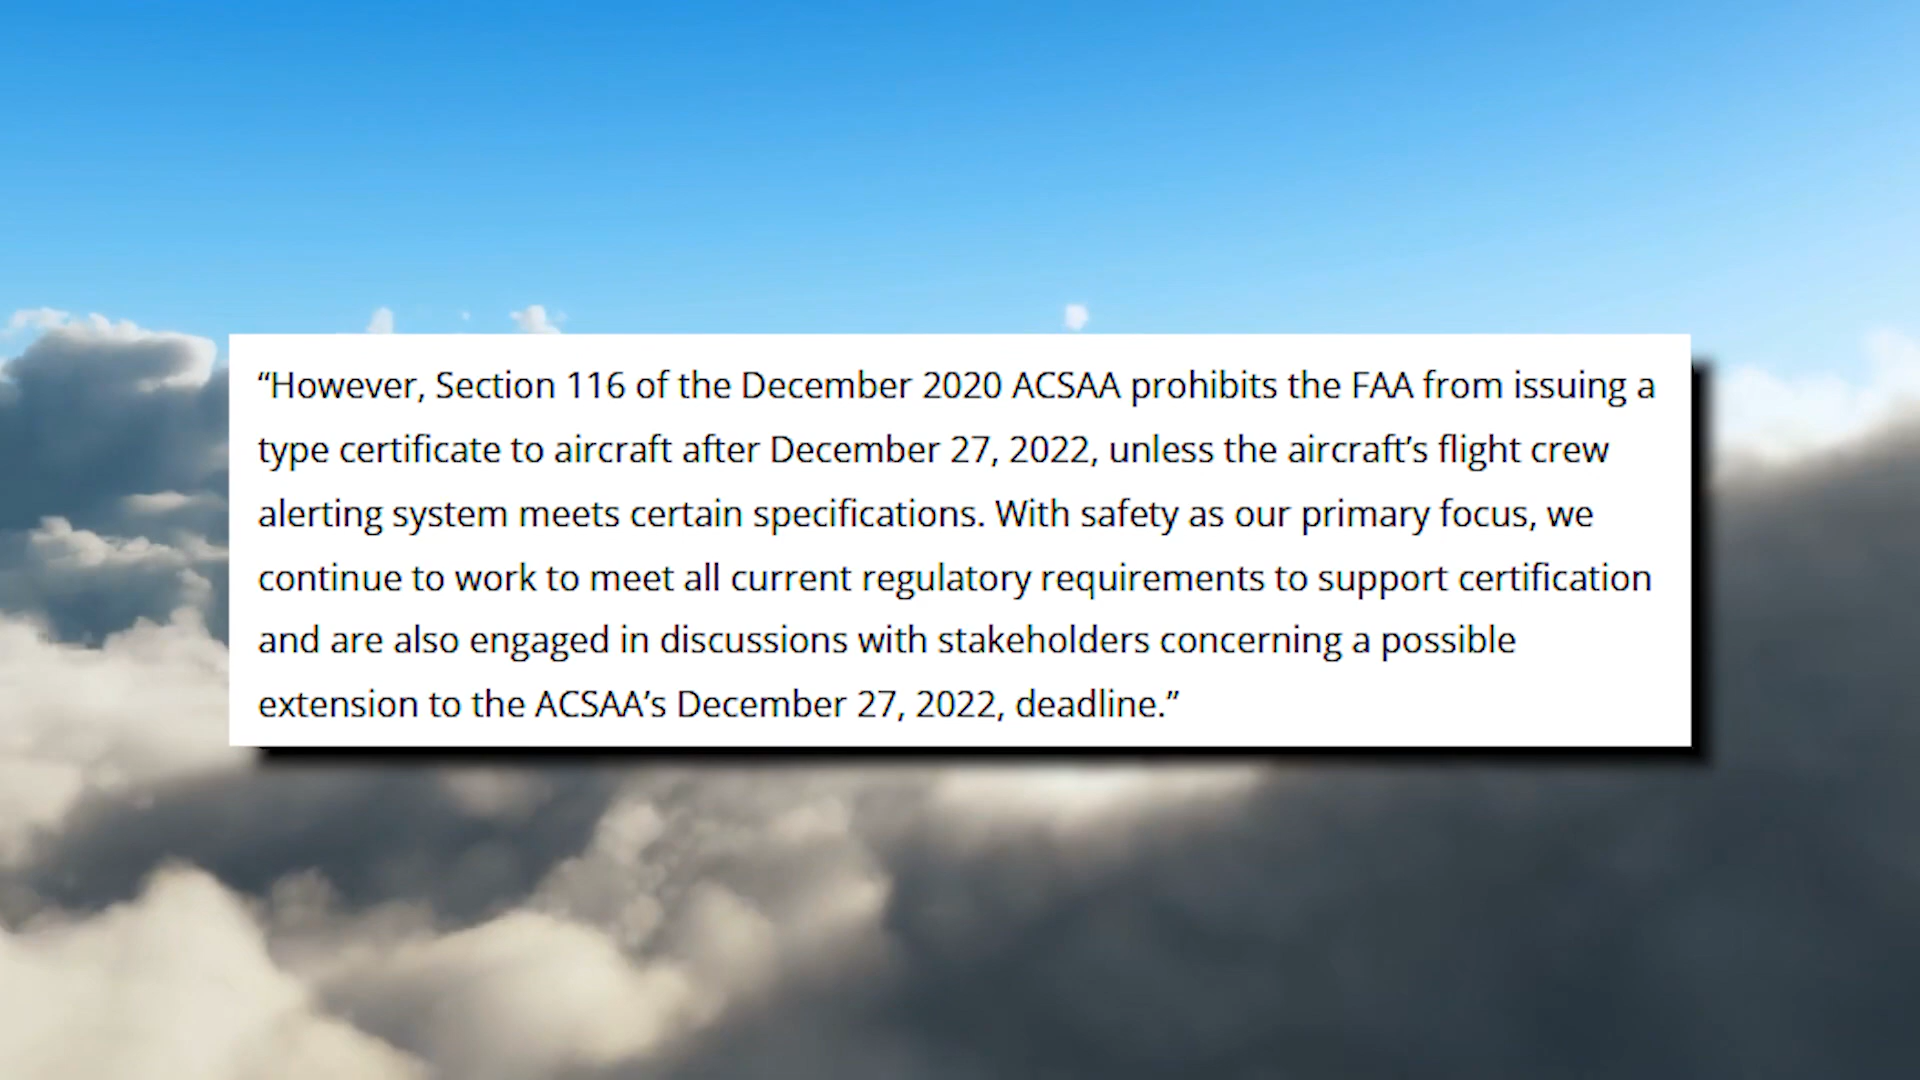 “However, Section 116 of the December 2020 ACSAA prohibits the FAA from issuing a
type certificate to aircraft after December 27, 2022, unless the aircraft’s flight crew
alerting system meets certain specifications. With safety as our primary focus, we
continue to work to meet all current regulatory requirements to support certification
and are also engaged in discussions with stakeholders concerning a possible
extension to the ACSAA’s December 27, 2022, deadline.”